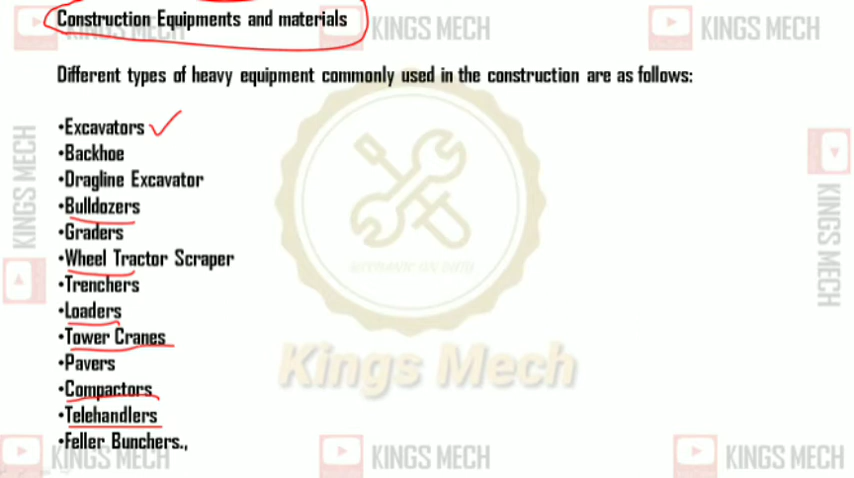 Construction Equipments and materials
KINGS MECH
KINGS MECH
KINGS MECH
Different types of heavy equipment commonly used in the construction are as follows:
•Excavators
•Backhoe
•Dragline Excavator
•Bulldozers
•Graders
•Wheel Tractor Scraper
•Trenchers
•Loaders
•Tower Cranes
•Pavers
•Compactors
•Telehandlers
•Feller Bunchers.,
KINGS MECH
KINGS MECH
Kings Mech
KINGS MECH
KINGS MECH
KINGS MECH